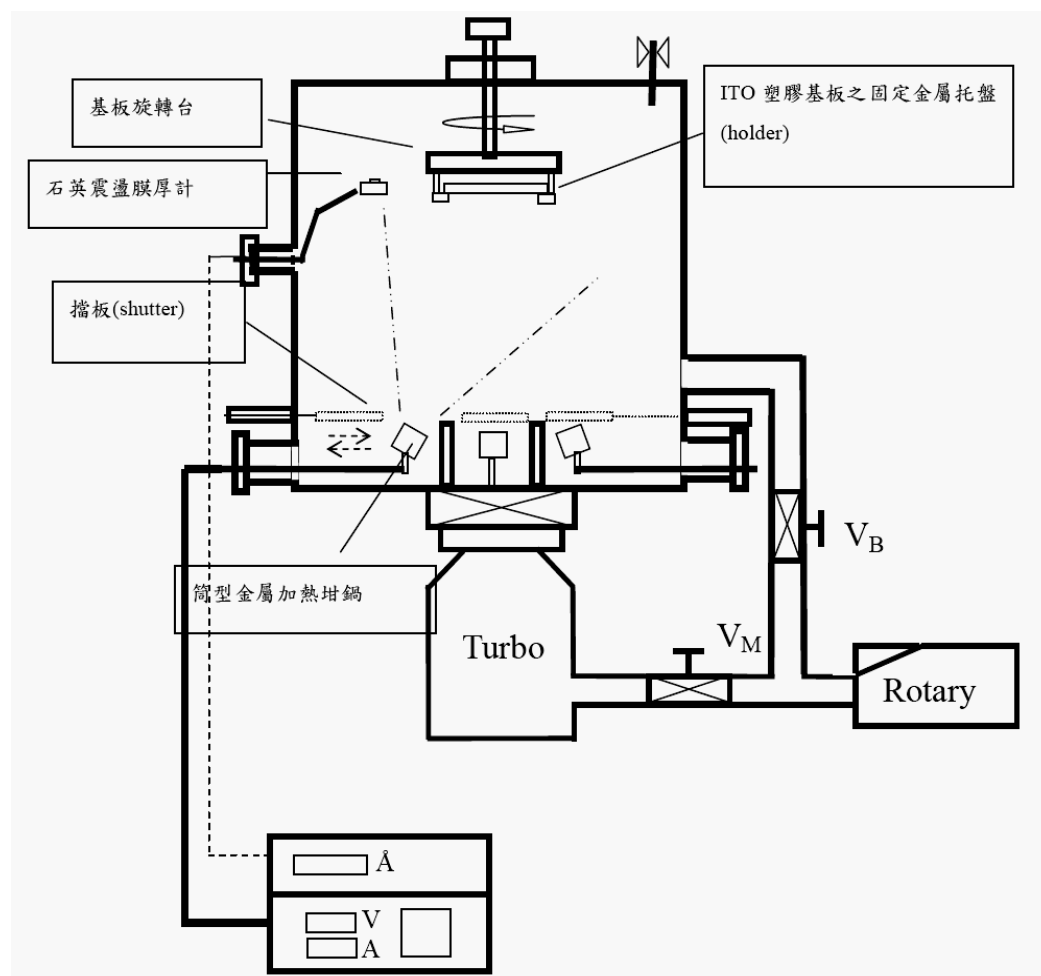 基板旋轉台
ITO 塑膠基板之固定金屬托盤
(holder)
石英震盪膜厚計
擋板(shutter)
筒型金屬加熱坩鍋
V_B
V_M
Turbo
Rotary
Å
V
A